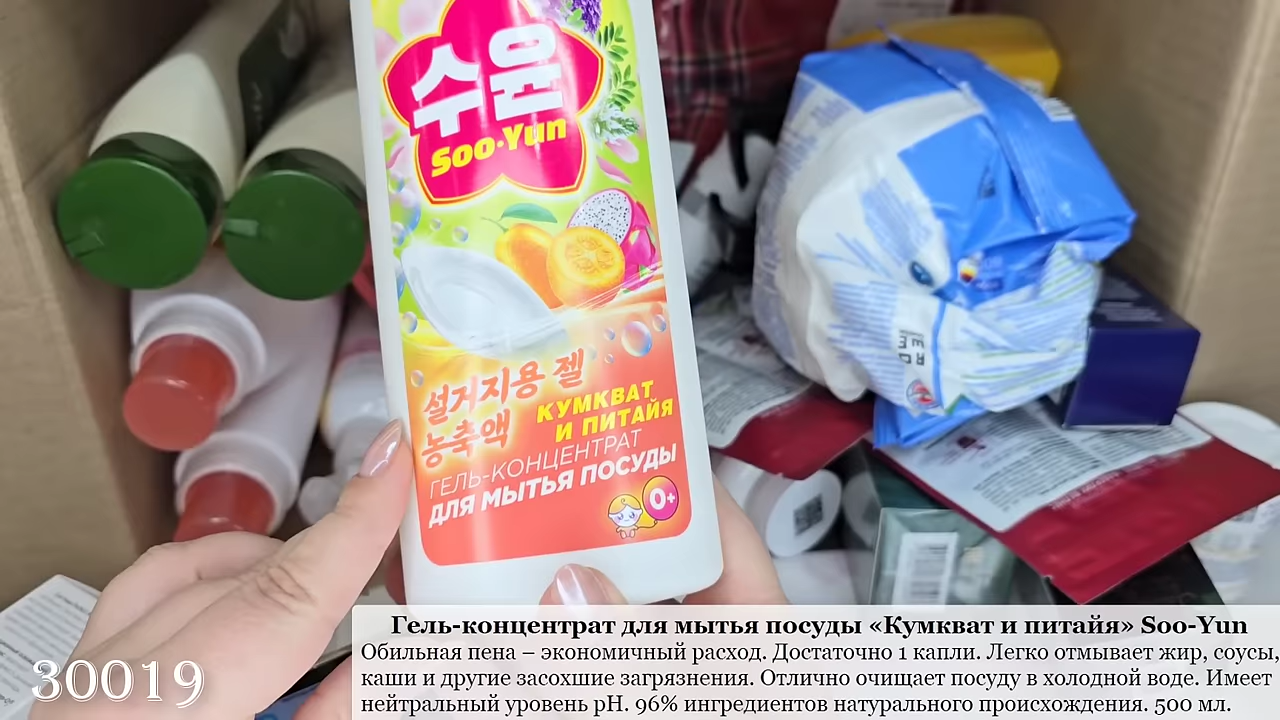 수윤
Soo·Yun
설거지용 젤
농축액
КУМКВАТ
И ПИТАЙЯ
ГЕЛЬ-КОНЦЕНТРАТ
ДЛЯ МЫТЬЯ ПОСУДЫ
0+
30019
Гель-концентрат для мытья посуды «Кумкват и питайя» Soo-Yun
Обильная пена – экономичный расход. Достаточно 1 капли. Легко отмывает жир, соусы,
каши и другие засохшие загрязнения. Отлично очищает посуду в холодной воде. Имеет
нейтральный уровень pH. 96% ингредиентов натурального происхождения. 500 мл.